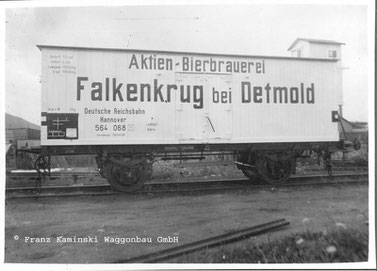 Aktien-Bierbrauerei
Falkenkrug bei Detmold
Deutsche Reichsbahn
Hannover
564 068
© Franz Kaminski Waggonbau GmbH